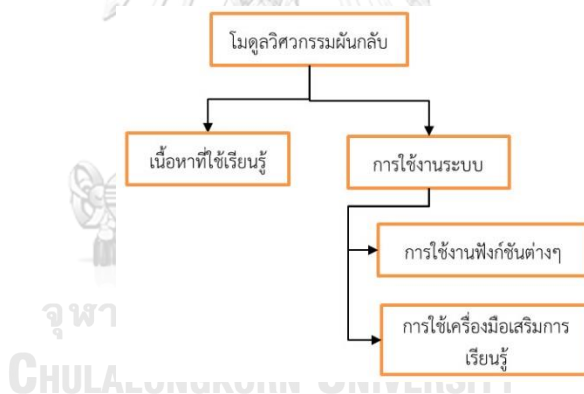 โมดูลวิศวกรรมผันกลับ
เนื้อหาที่ใช้เรียนรู้
การใช้งานระบบ
การใช้งานฟังก์ชันต่างๆ
การใช้เครื่องมือเสริมการ
เรียนรู้
จุฬา
CHULALONGKORN UNIVERSITY